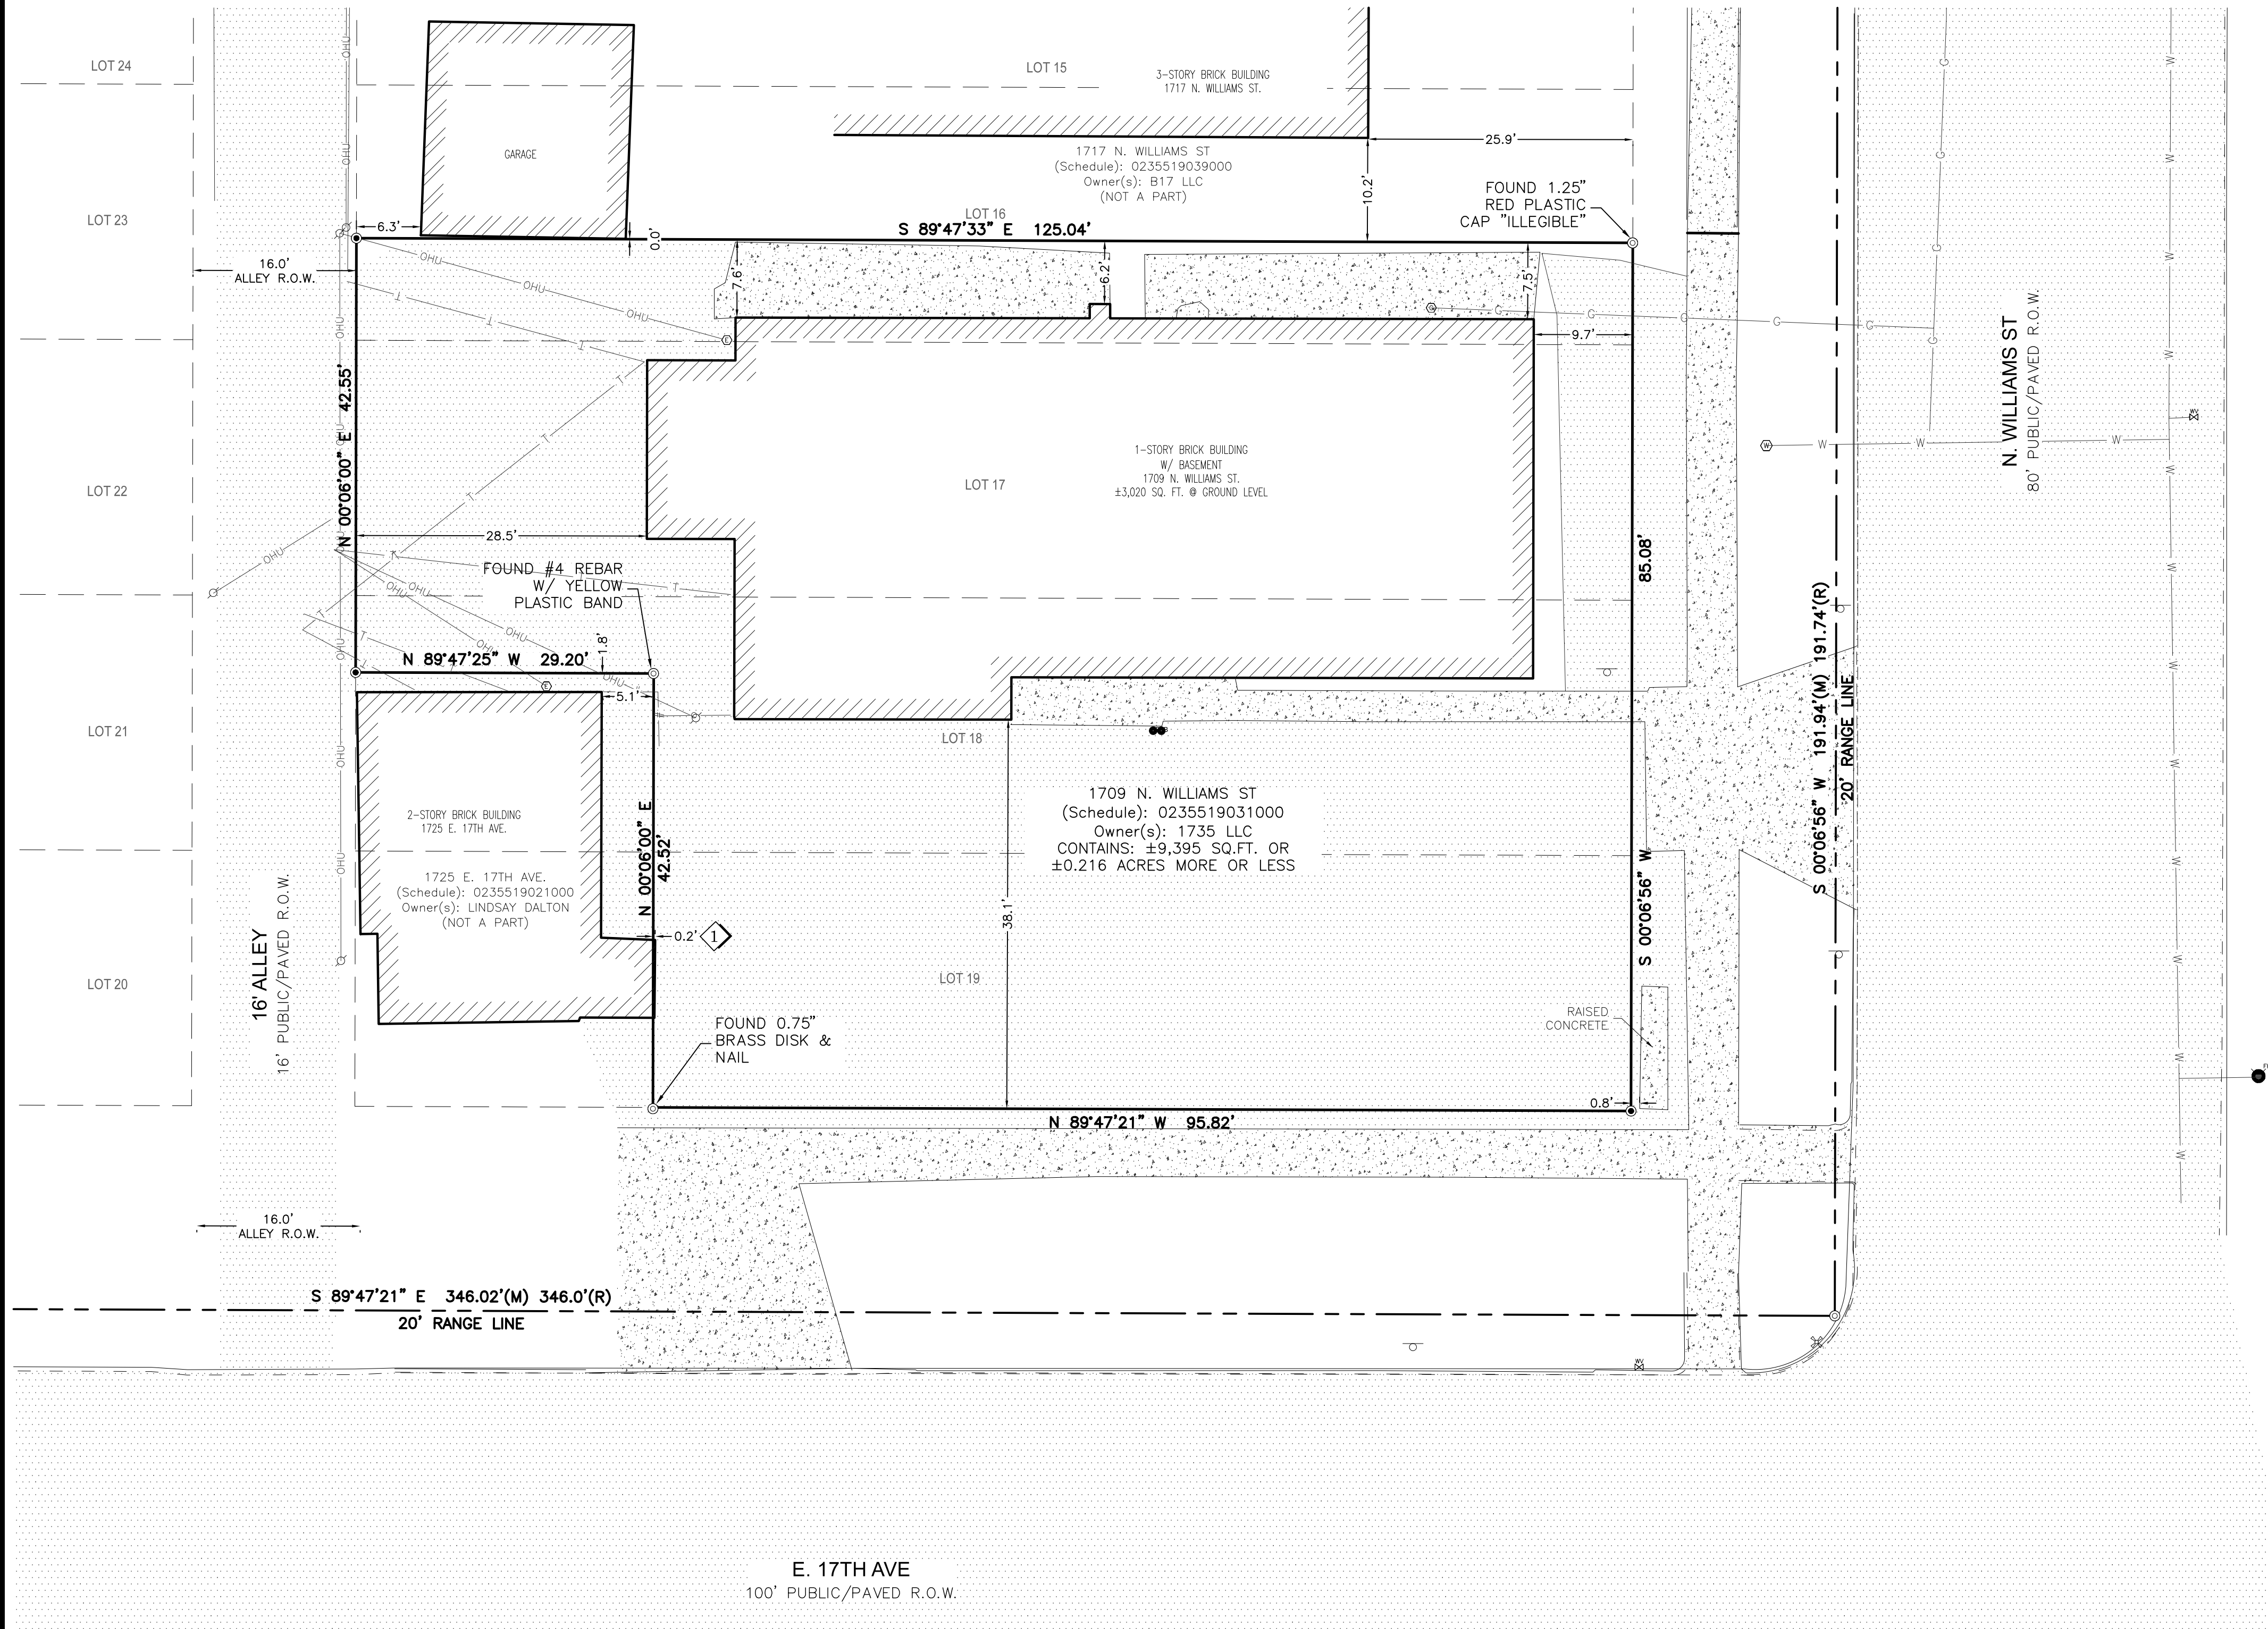 LOT 24
LOT 23
LOT 22
LOT 21
LOT 20
LOT 15
3-STORY BRICK BUILDING
1717 N. WILLIAMS ST.
GARAGE
1717 N. WILLIAMS ST
(Schedule): 0235519039000
Owner(s): B17 LLC
(NOT A PART)
25.9'
10.2'
FOUND 1.25"
RED PLASTIC
CAP "ILLEGIBLE"
LOT 16
S 89°47'33" E 125.04'
6.3'
0.0'
16.0'
ALLEY R.O.W.
7.6'
6.2'
7.5'
9.7'
OHU
OHU
OHU
OHU
OHU
T
T
T
T
T
E
G
G
G
G
G
G
N 00°06'00" E 42.55'
1-STORY BRICK BUILDING
W/ BASEMENT
1709 N. WILLIAMS ST.
±3,020 SQ. FT. @ GROUND LEVEL
LOT 17
28.5'
FOUND #4 REBAR
W/ YELLOW
PLASTIC BAND
85.08'
N. WILLIAMS ST
80' PUBLIC/PAVED R.O.W.
W
W
W
W
WV
1.8'
N 89°47'25" W 29.20'
5.1'
LOT 18
S 00°06'56" W 191.94'(M) 191.74'(R)
20' RANGE LINE
2-STORY BRICK BUILDING
1725 E. 17TH AVE.
1725 E. 17TH AVE.
(Schedule): 0235519021000
Owner(s): LINDSAY DALTON
(NOT A PART)
N 00°06'00" E
42.52'
1709 N. WILLIAMS ST
(Schedule): 0235519031000
Owner(s): 1735 LLC
CONTAINS: ±9,395 SQ.FT. OR
±0.216 ACRES MORE OR LESS
38.1'
0.2'
1
S 00°06'56" W
LOT 19
16' ALLEY
16' PUBLIC/PAVED R.O.W.
FOUND 0.75"
BRASS DISK &
NAIL
RAISED
CONCRETE
0.8'
N 89°47'21" W 95.82'
16.0'
ALLEY R.O.W.
S 89°47'21" E 346.02'(M) 346.0'(R)
20' RANGE LINE
WV
E. 17TH AVE
100' PUBLIC/PAVED R.O.W.